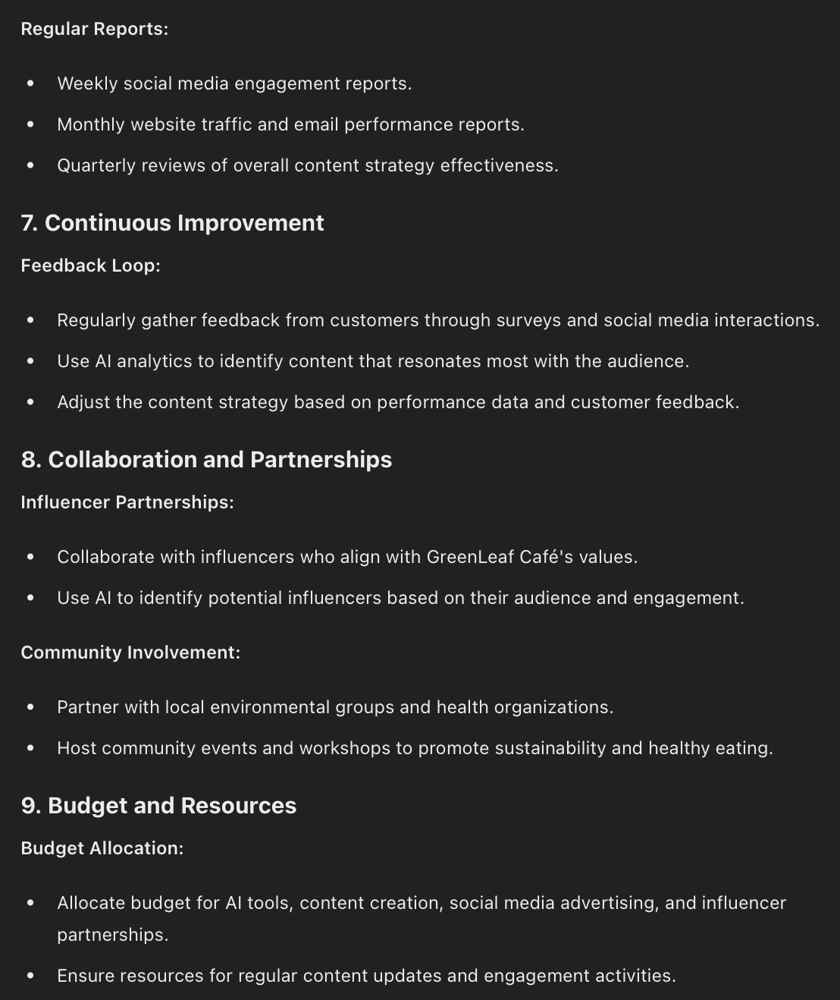 Regular Reports:
• Weekly social media engagement reports.
• Monthly website traffic and email performance reports.
• Quarterly reviews of overall content strategy effectiveness.
7. Continuous Improvement
Feedback Loop:
• Regularly gather feedback from customers through surveys and social media interactions.
• Use AI analytics to identify content that resonates most with the audience.
• Adjust the content strategy based on performance data and customer feedback.
8. Collaboration and Partnerships
Influencer Partnerships:
• Collaborate with influencers who align with GreenLeaf Café's values.
• Use AI to identify potential influencers based on their audience and engagement.
Community Involvement:
• Partner with local environmental groups and health organizations.
• Host community events and workshops to promote sustainability and healthy eating.
9. Budget and Resources
Budget Allocation:
• Allocate budget for AI tools, content creation, social media advertising, and influencer
partnerships.
• Ensure resources for regular content updates and engagement activities.